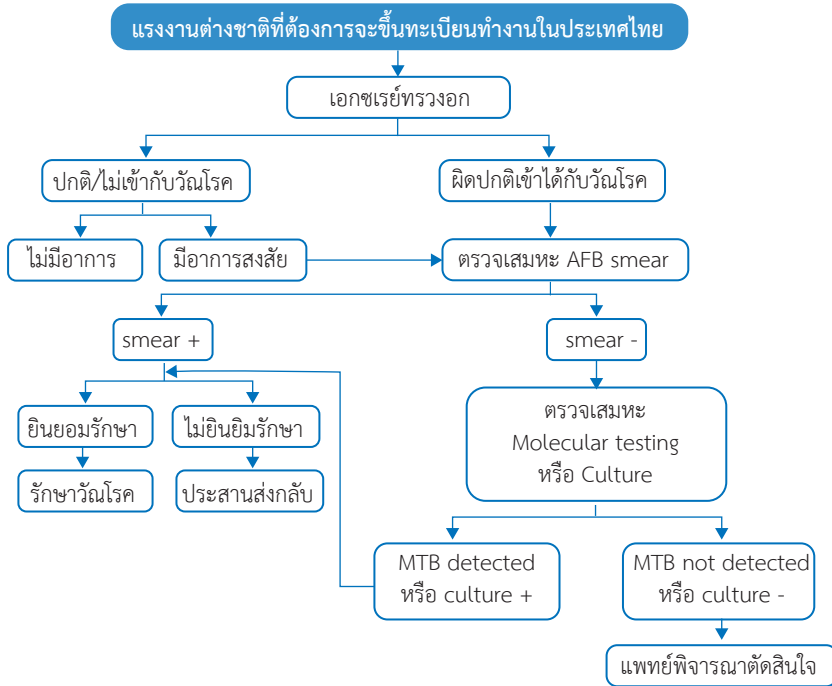 แรงงานต่างชาติที่ต้องการจะขึ้นทะเบียนทำงานในประเทศไทย
เอกซเรย์ทรวงอก
ปกติ/ไม่เข้ากับวัณโรค
ผิดปกติเข้าได้กับวัณโรค
ไม่มีอาการ
มีอาการสงสัย
ตรวจเสมหะ AFB smear
smear +
smear -
ยินยอมรักษา
ไม่ยินยิมรักษา
ตรวจเสมหะ
Molecular testing
หรือ Culture
รักษาวัณโรค
ประสานส่งกลับ
MTB detected
หรือ culture +
MTB not detected
หรือ culture -
แพทย์พิจารณาตัดสินใจ